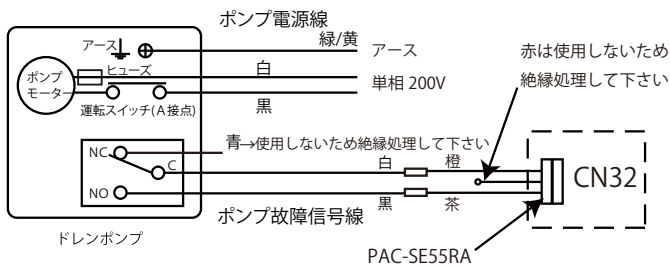 ポンプ電源線
緑/黄
アース
アース
赤は使用しないため
絶縁処理して下さい
ヒューズ
白
単相 200V
ポンプ
モーター
黒
運転スイッチ(A接点)
青→使用しないため絶縁処理して下さい
NC
C
白
橙
CN32
NO
黒
茶
ポンプ故障信号線
ドレンポンプ
PAC-SE55RA